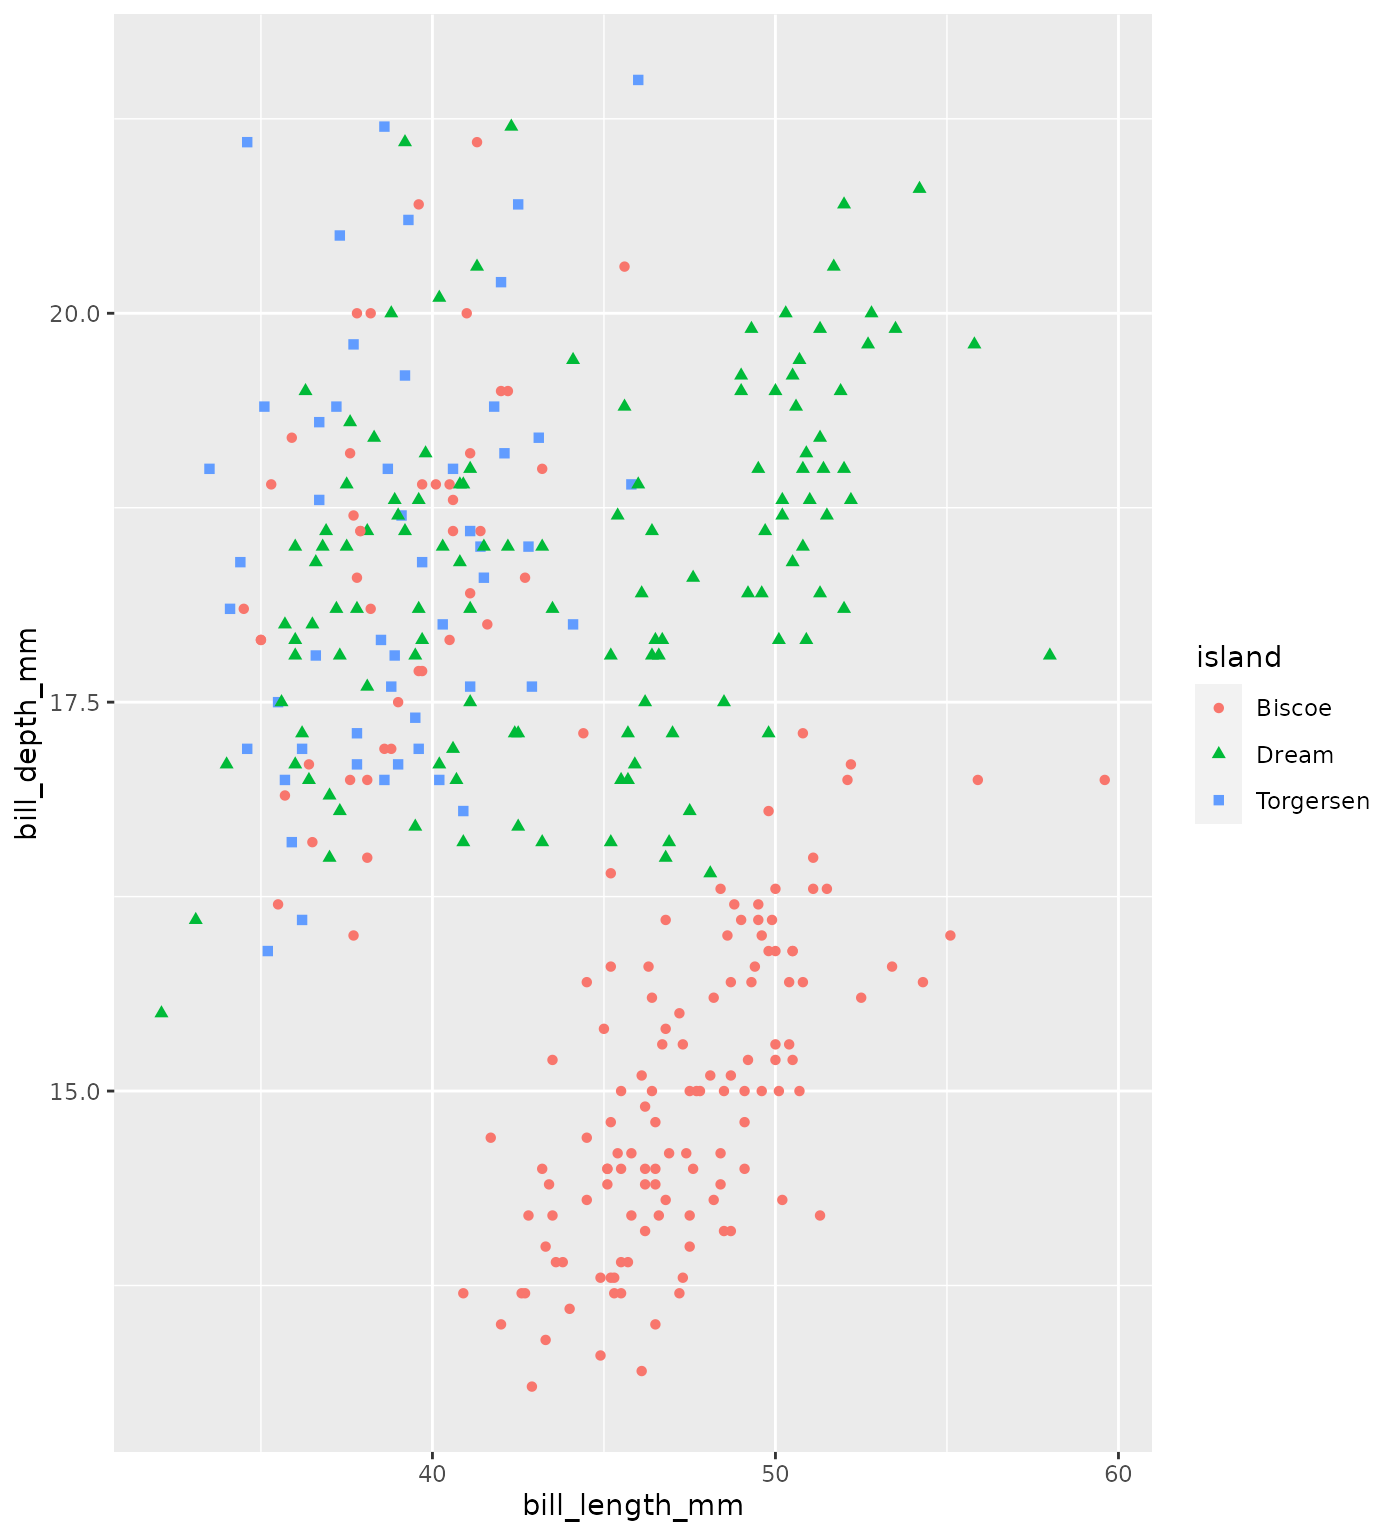 bill_depth_mm
20.0
17.5
15.0
40
50
60
bill_length_mm
island
Biscoe
Dream
Torgersen